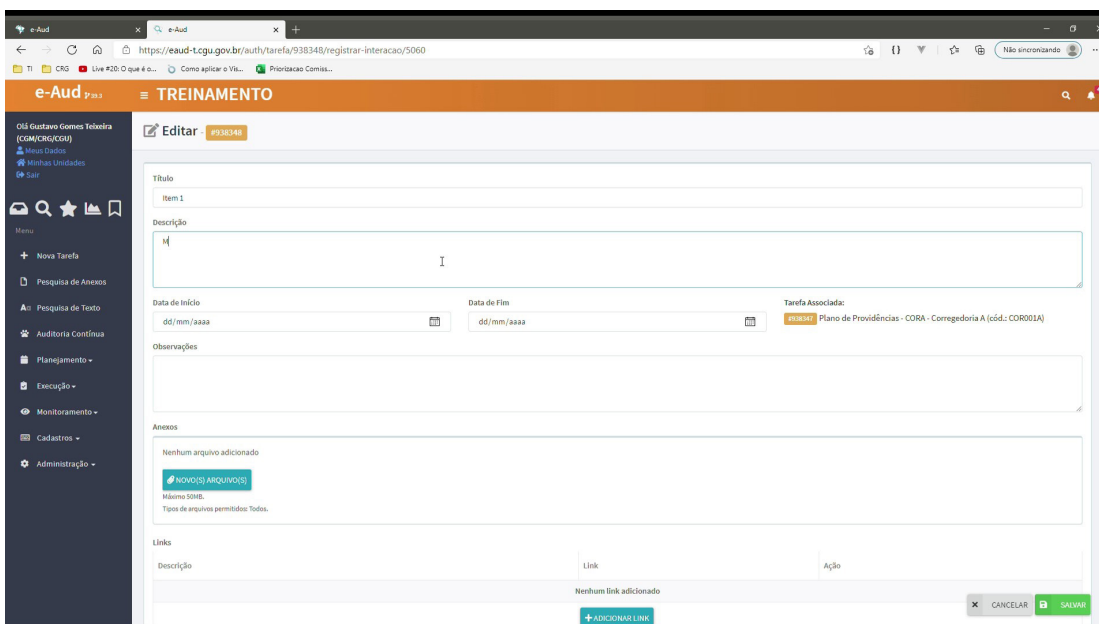 e-Aud
e-Aud
https://eaud-t.cgu.gov.br/auth/tarefa/938348/registrar-interacao/5060
Não sincronizando
TI
CRG
Live #20: O que é o...
Como aplicar o Vis...
Priorizacao Comiss...
e-Aud
TREINAMENTO
Olá Gustavo Gomes Teixeira
(CGM/CRG/CGU)
Meus Dados
Minhas Unidades
Sair
Menu
Nova Tarefa
Pesquisa de Anexos
Pesquisa de Texto
Auditoria Contínua
Planejamento
Execução
Monitoramento
Cadastros
Administração
Editar - #938348
Título
Item 1
Descrição
M
Data de Início
Data de Fim
Tarefa Associada:
dd/mm/aaaa
dd/mm/aaaa
#938347 Plano de Providências - CORA - Corregedoria A (cód.: COR001A)
Observações
Anexos
Nenhum arquivo adicionado
NOVO(S) ARQUIVO(S)
Máximo 50MB.
Tipos de arquivos permitidos: Todos.
Links
Descrição
Link
Ação
Nenhum link adicionado
+ ADICIONAR LINK
CANCELAR
SALVAR